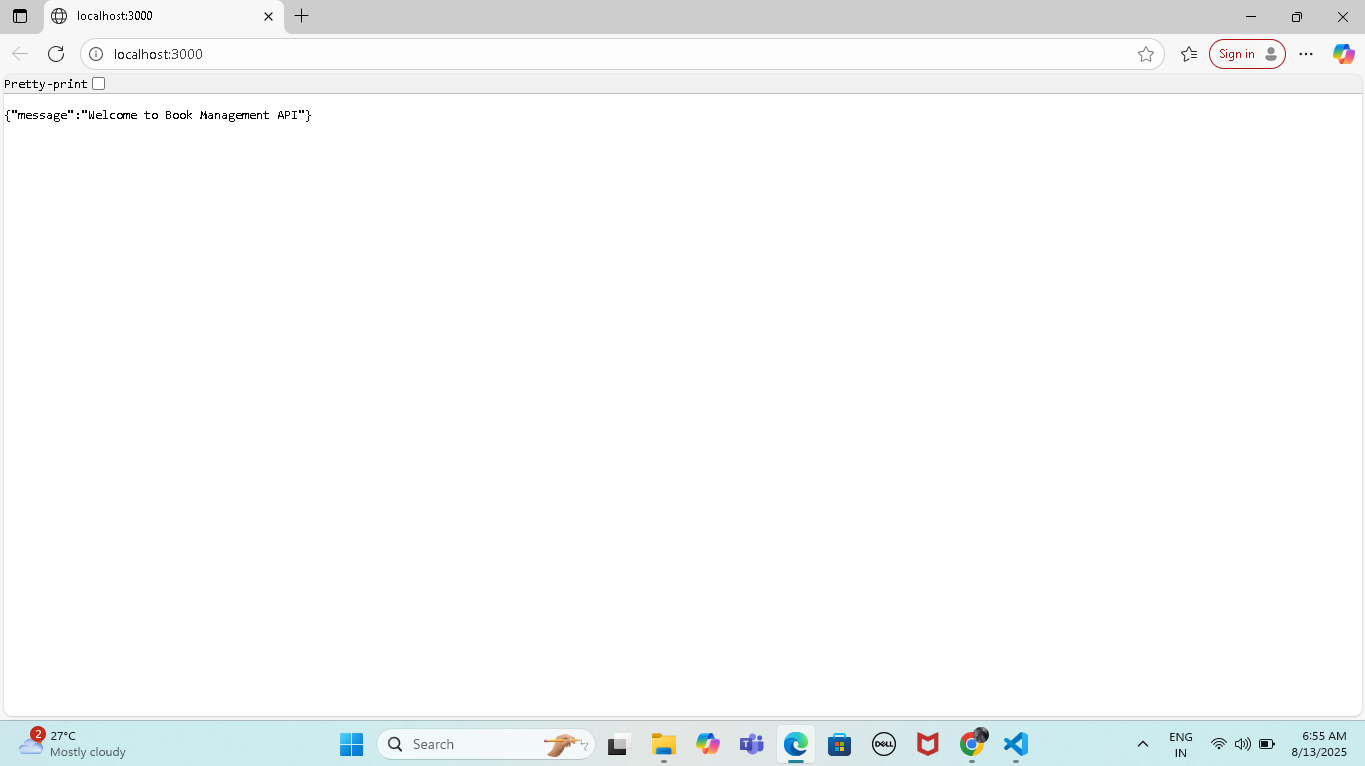 localhost:3000
localhost:3000
Sign in
Pretty-print
{"message":"Welcome to Book Management API"}
2
27°C
Mostly cloudy
Search
DELL
ENG
IN
6:55 AM
8/13/2025